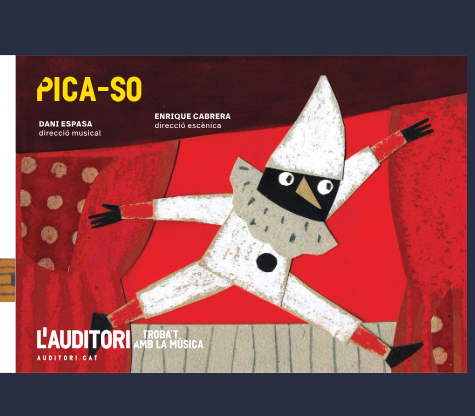 PICA-SO
DANI ESPASA
direcció musical
ENRIQUE CABRERA
direcció escènica
L'AUDITORI
TROBA'T
AMB LA MÚSICA
AUDITORI.CAT